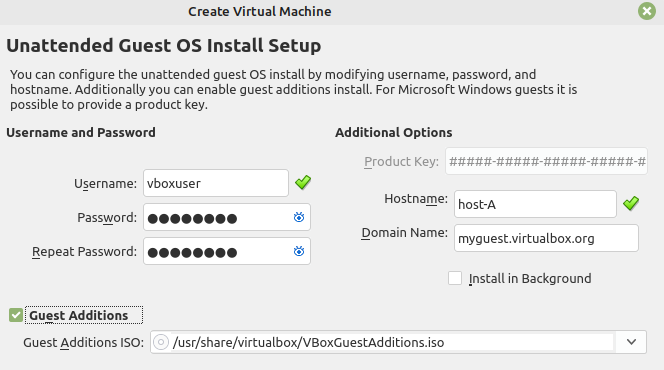 Create Virtual Machine
Unattended Guest OS Install Setup
You can configure the unattended guest OS install by modifying username, password, and
hostname. Additionally you can enable guest additions install. For Microsoft Windows guests it is
possible to provide a product key.
Username and Password
Additional Options
Product Key: #####-#####-#####-#####-#
Username: vboxuser
Hostname: host-A
Password: ●●●●●●●●
Domain Name: myguest.virtualbox.org
Repeat Password: ●●●●●●●●
Install in Background
Guest Additions
Guest Additions ISO: /usr/share/virtualbox/VBoxGuestAdditions.iso